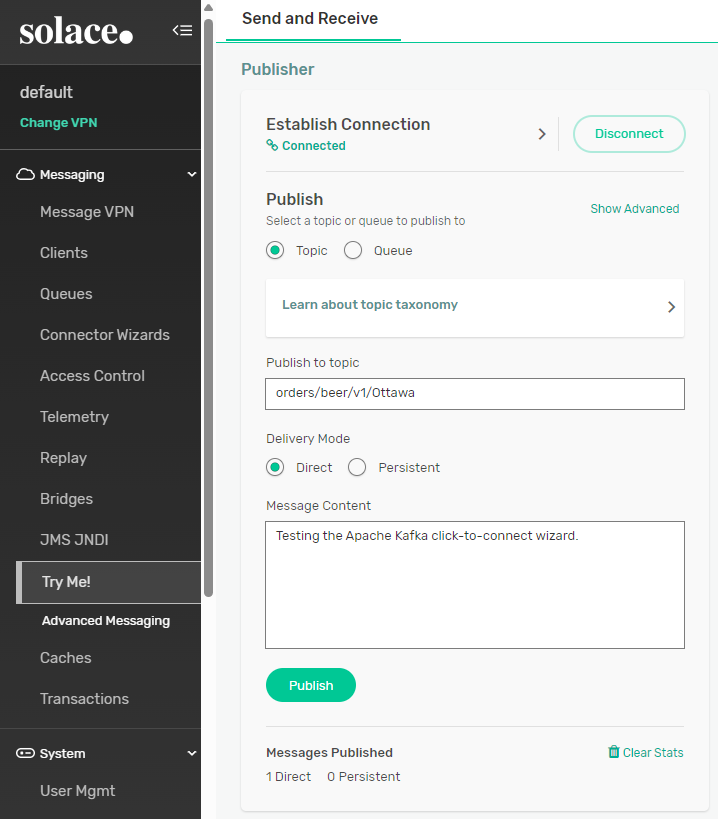 solace.
default
Change VPN
Messaging
Message VPN
Clients
Queues
Connector Wizards
Access Control
Telemetry
Replay
Bridges
JMS JNDI
Try Me!
Advanced Messaging
Caches
Transactions
System
User Mgmt
Send and Receive
Publisher
Establish Connection
Connected
Disconnect
Publish
Select a topic or queue to publish to
Show Advanced
Topic Queue
Learn about topic taxonomy
Publish to topic
orders/beer/v1/Ottawa
Delivery Mode
Direct Persistent
Message Content
Testing the Apache Kafka click-to-connect wizard.
Publish
Messages Published
Clear Stats
1 Direct 0 Persistent